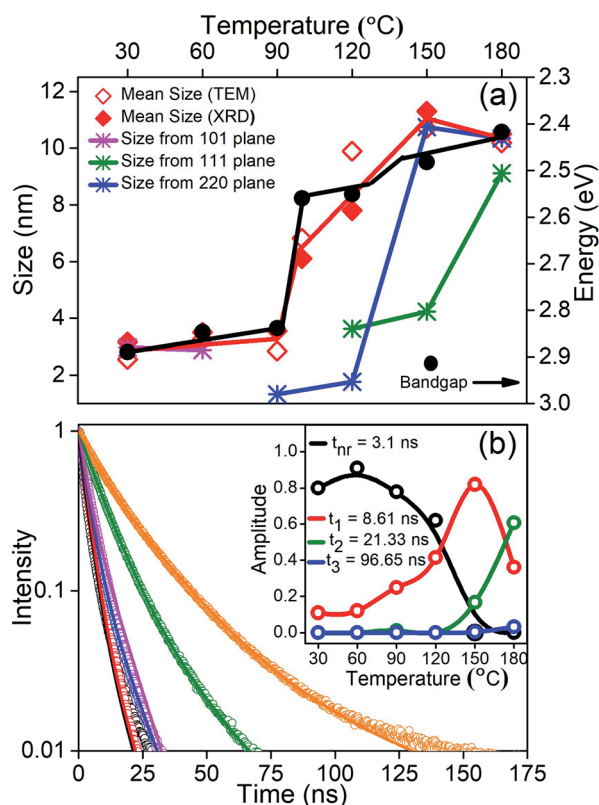 Temperature (°C)
30 60 90 120 150 180
(a)
Mean Size (TEM)
Mean Size (XRD)
Size from 101 plane
Size from 111 plane
Size from 220 plane
Bandgap
12
10
8
6
4
2
Size (nm)
2.3
2.4
2.5
2.6
2.7
2.8
2.9
3.0
Energy (eV)
1
0.1
0.01
Intensity
0 25 50 75 100 125 150 175
Time (ns)
(b)
tnr = 3.1 ns
t1 = 8.61 ns
t2 = 21.33 ns
t3 = 96.65 ns
1.0
0.8
0.6
0.4
0.2
0.0
Amplitude
30 60 90 120 150 180
Temperature (°C)